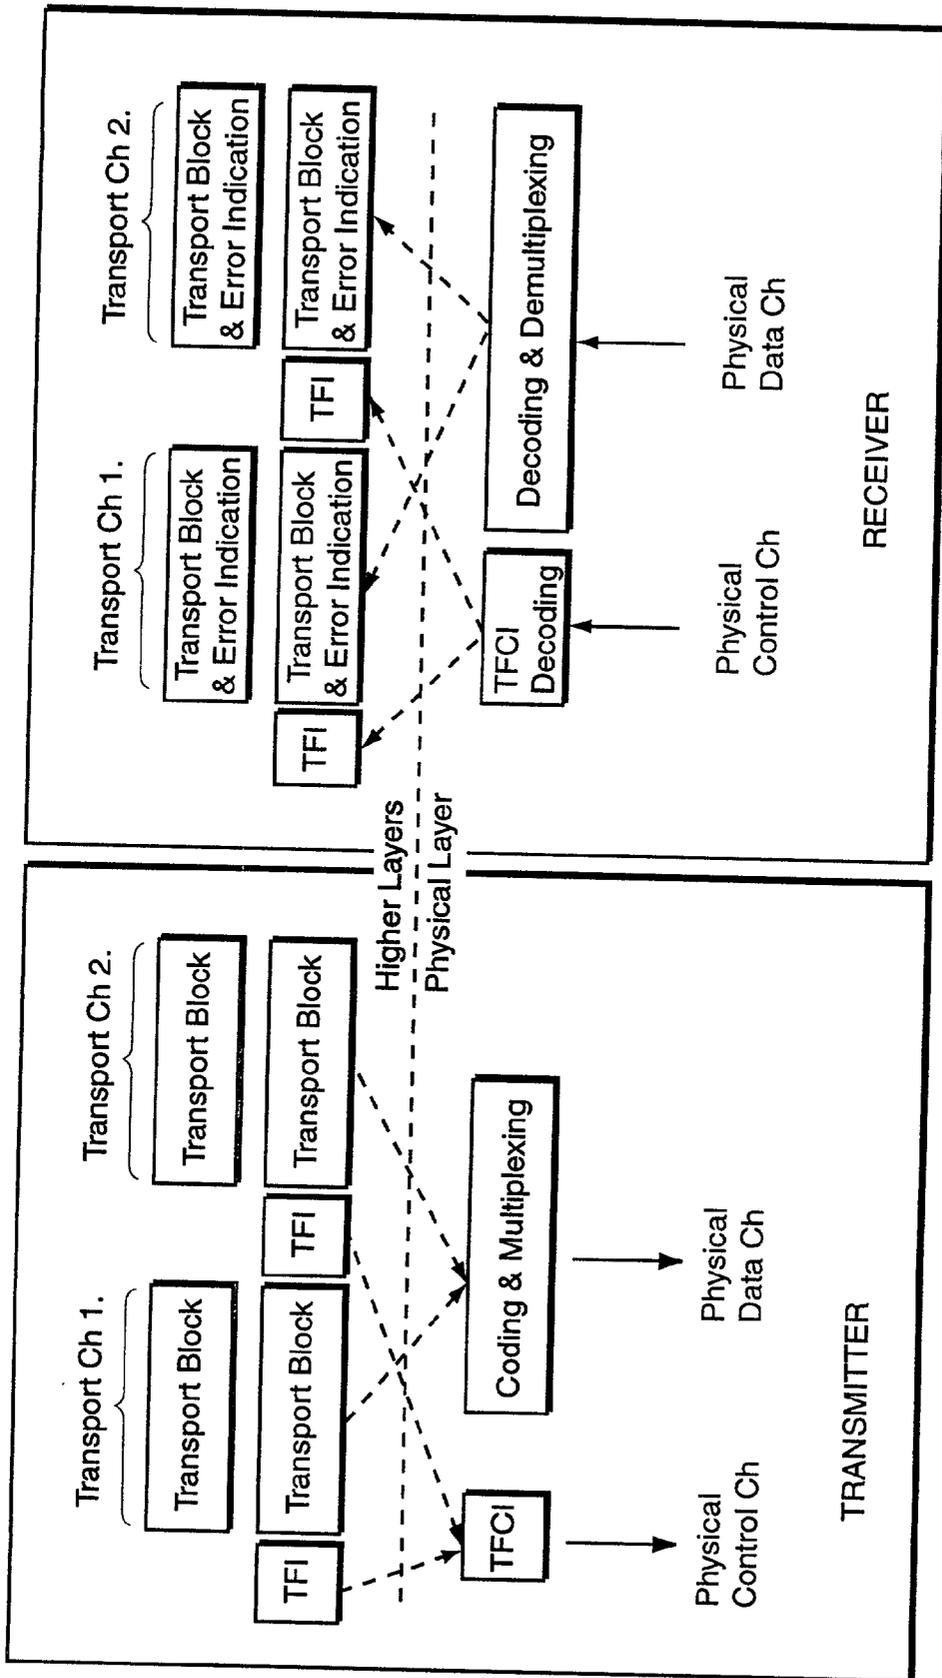 Transport Ch 1.
Transport Block
TFI
Transport Block
Transport Ch 2.
Transport Block
TFI
Transport Block
Higher Layers
Physical Layer
TFCI
Coding & Multiplexing
Physical
Control Ch
Physical
Data Ch
TRANSMITTER
Transport Ch 1.
Transport Block
& Error Indication
TFI
Transport Block
& Error Indication
Transport Ch 2.
Transport Block
& Error Indication
TFI
Transport Block
& Error Indication
TFCI
Decoding
Decoding & Demultiplexing
Physical
Control Ch
Physical
Data Ch
RECEIVER